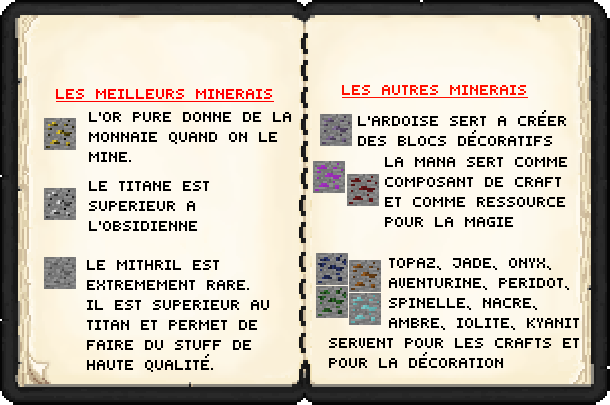 LES MEILLEURS MINERAIS
L'OR PURE DONNE DE LA
MONNAIE QUAND ON LE
MINE.
LE TITANE EST
SUPERIEUR A
L'OBSIDIENNE
LE MITHRIL EST
EXTREMEMENT RARE.
IL EST SUPERIEUR AU
TITAN ET PERMET DE
FAIRE DU STUFF DE
HAUTE QUALITÉ.
LES AUTRES MINERAIS
L'ARDOISE SERT A CRÉER
DES BLOCS DÉCORATIFS
LA MANA SERT COMME
COMPOSANT DE CRAFT
ET COMME RESSOURCE
POUR LA MAGIE
TOPAZ, JADE, ONYX,
AVENTURINE, PERIDOT,
SPINELLE, NACRE,
AMBRE, IOLITE, KYANIT
SERVENT POUR LES CRAFTS ET
POUR LA DÉCORATION